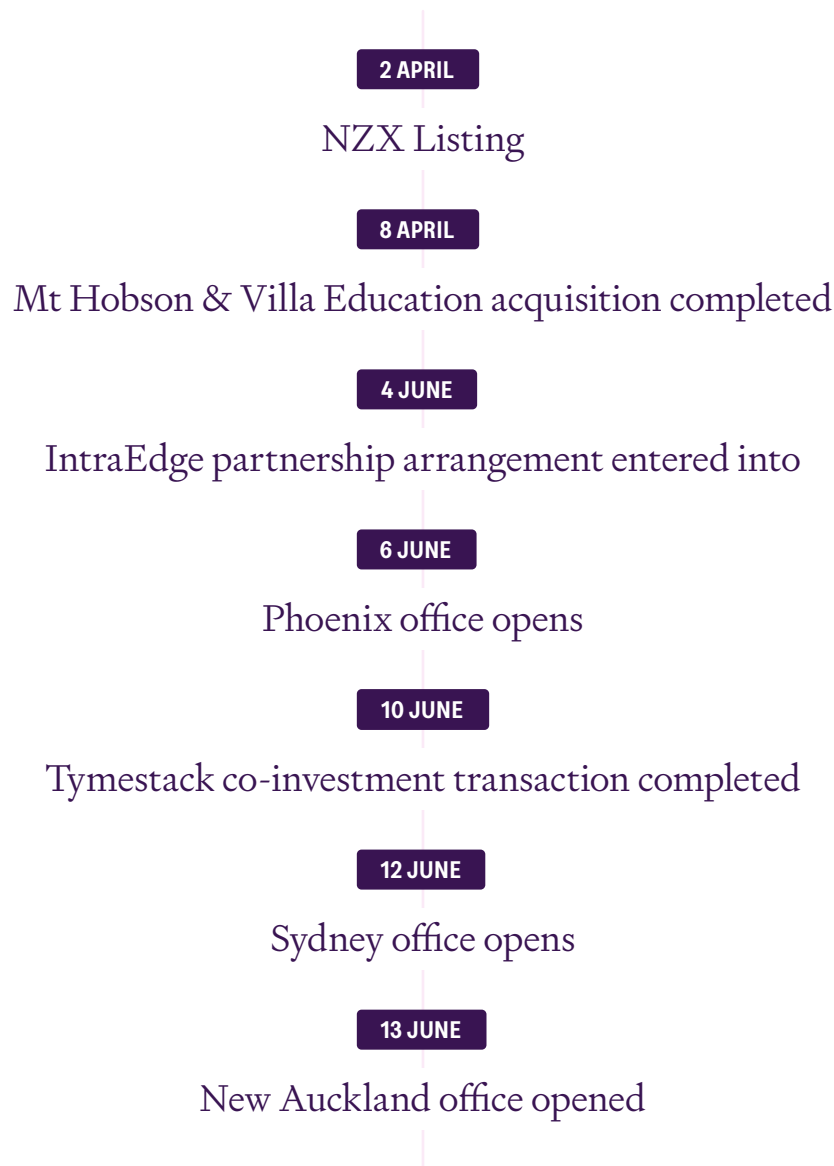 2 APRIL
NZX Listing
8 APRIL
Mt Hobson & Villa Education acquisition completed
4 JUNE
IntraEdge partnership arrangement entered into
6 JUNE
Phoenix office opens
10 JUNE
Tymestack co-investment transaction completed
12 JUNE
Sydney office opens
13 JUNE
New Auckland office opened